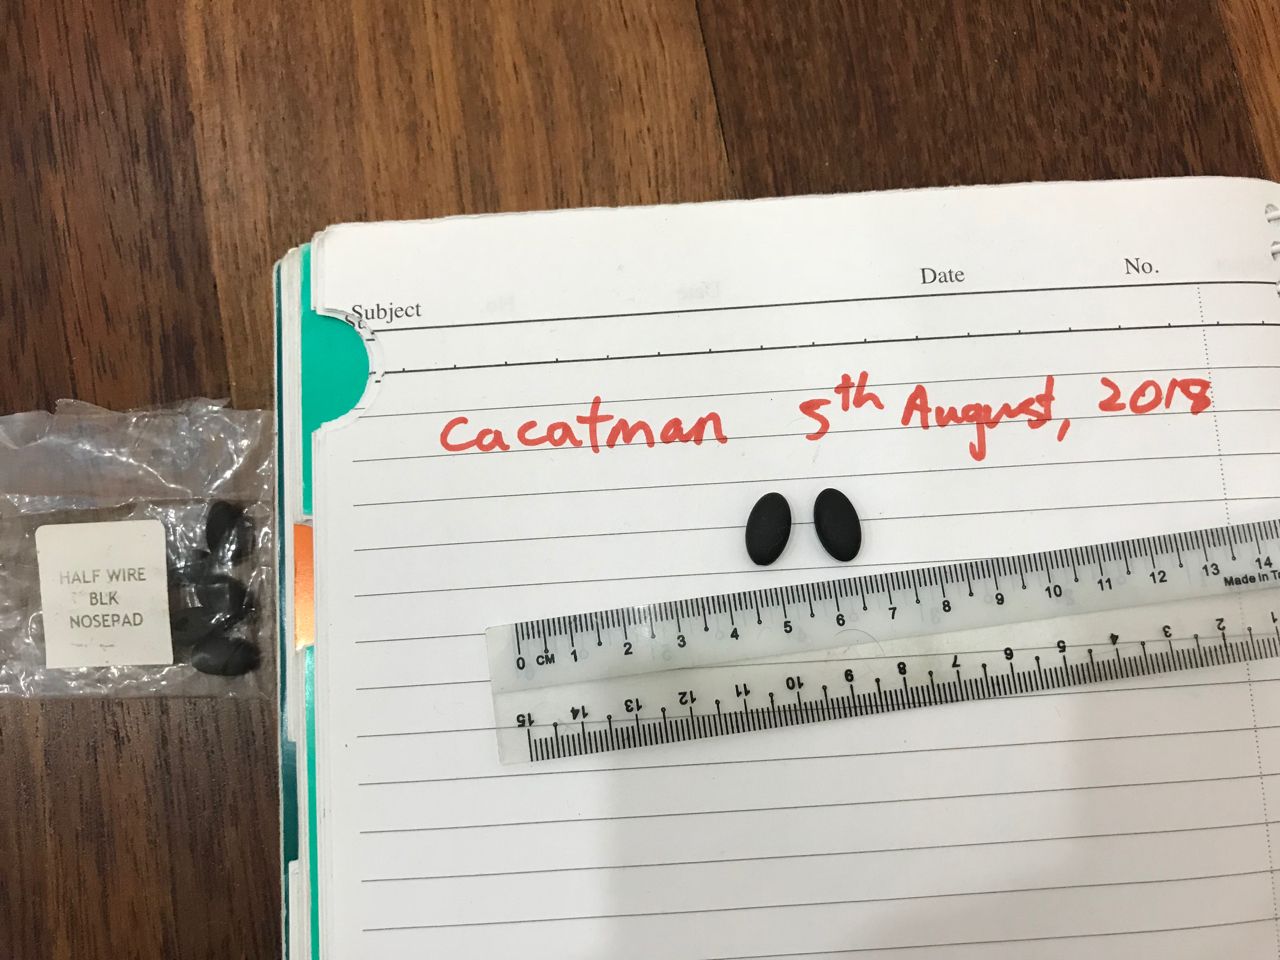 Subject Date No.
Cacatman 5th August, 2018
HALF WIRE
BLK
NOSEPAD
0 CM 1 2 3 4 5 6 7 8 9 10 11 12 13 14
Made in
15 14 13 12 11 10 9 8 7 6 5 4 3 2 1